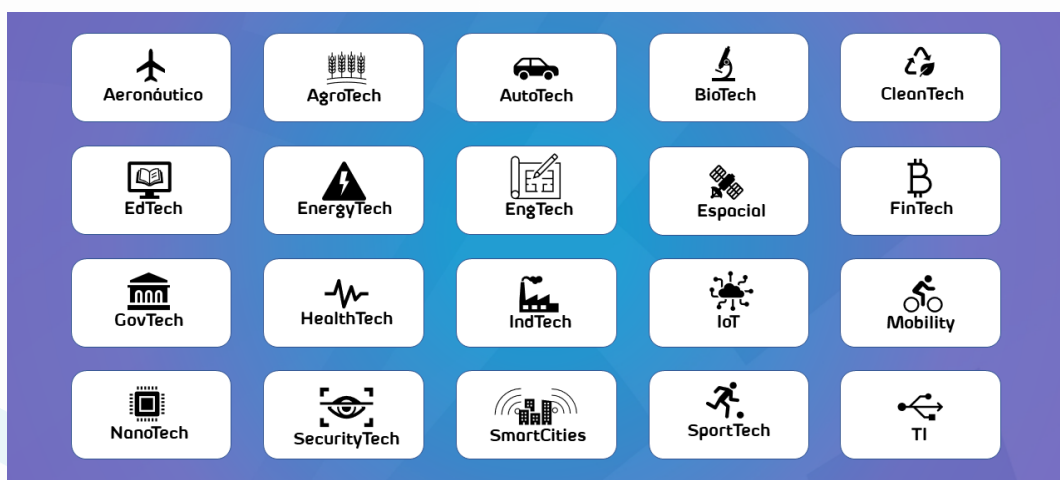 Aeronáutico
AgroTech
AutoTech
BioTech
CleanTech
EdTech
EnergyTech
EngTech
Espacial
FinTech
GovTech
HealthTech
IndTech
IoT
Mobility
NanoTech
SecurityTech
SmartCities
SportTech
TI